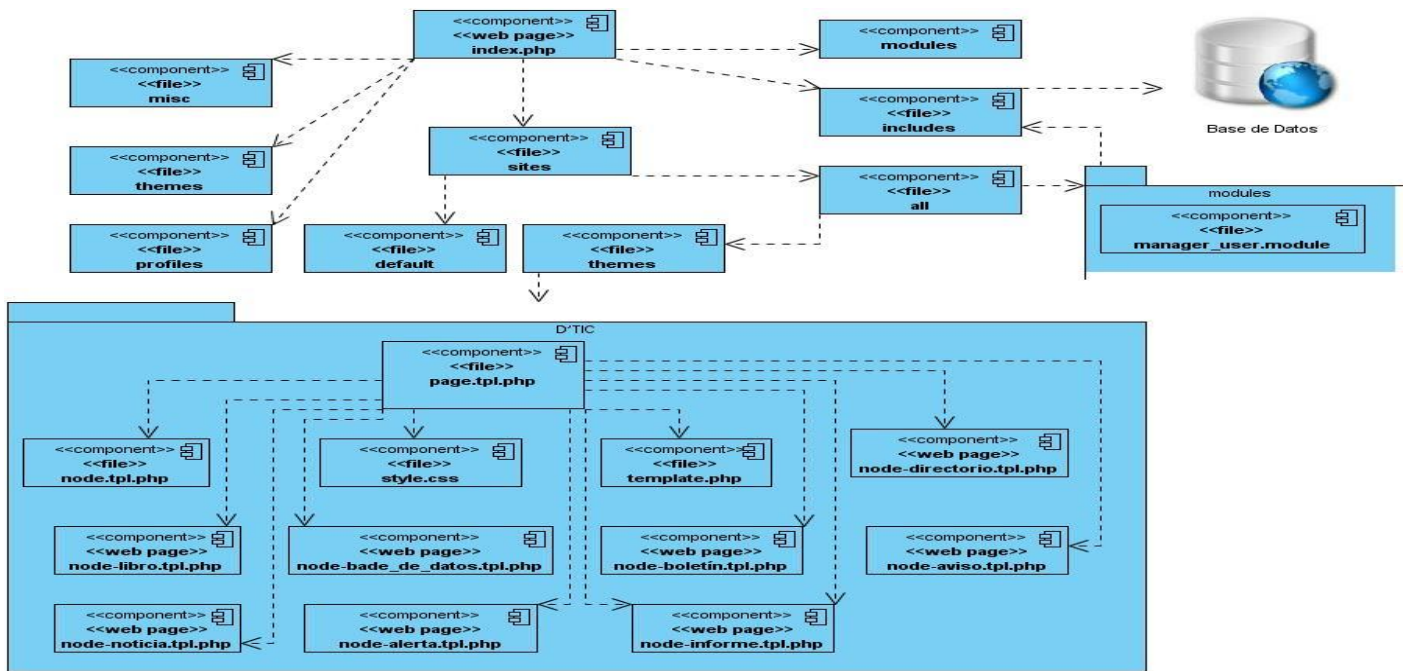 <<component>>
<<web page>>
index.php
<<component>>
modules
<<component>>
<<file>>
misc
<<component>>
<<file>>
includes
Base de Datos
<<component>>
<<file>>
sites
<<component>>
<<file>>
themes
<<component>>
<<file>>
all
modules
<<component>>
<<file>>
manager_user.module
<<component>>
<<file>>
profiles
<<component>>
<<file>>
default
<<component>>
<<file>>
themes
D'TIC
<<component>>
<<file>>
page.tpl.php
<<component>>
<<file>>
node.tpl.php
<<component>>
<<file>>
style.css
<<component>>
<<file>>
template.php
<<component>>
<<web page>>
node-directorio.tpl.php
<<component>>
<<web page>>
node-libro.tpl.php
<<component>>
<<web page>>
node-bade_de_datos.tpl.php
<<component>>
<<web page>>
node-boletín.tpl.php
<<component>>
<<web page>>
node-aviso.tpl.php
<<component>>
<<web page>>
node-noticia.tpl.php
<<component>>
<<web page>>
node-alerta.tpl.php
<<component>>
<<web page>>
node-informe.tpl.php